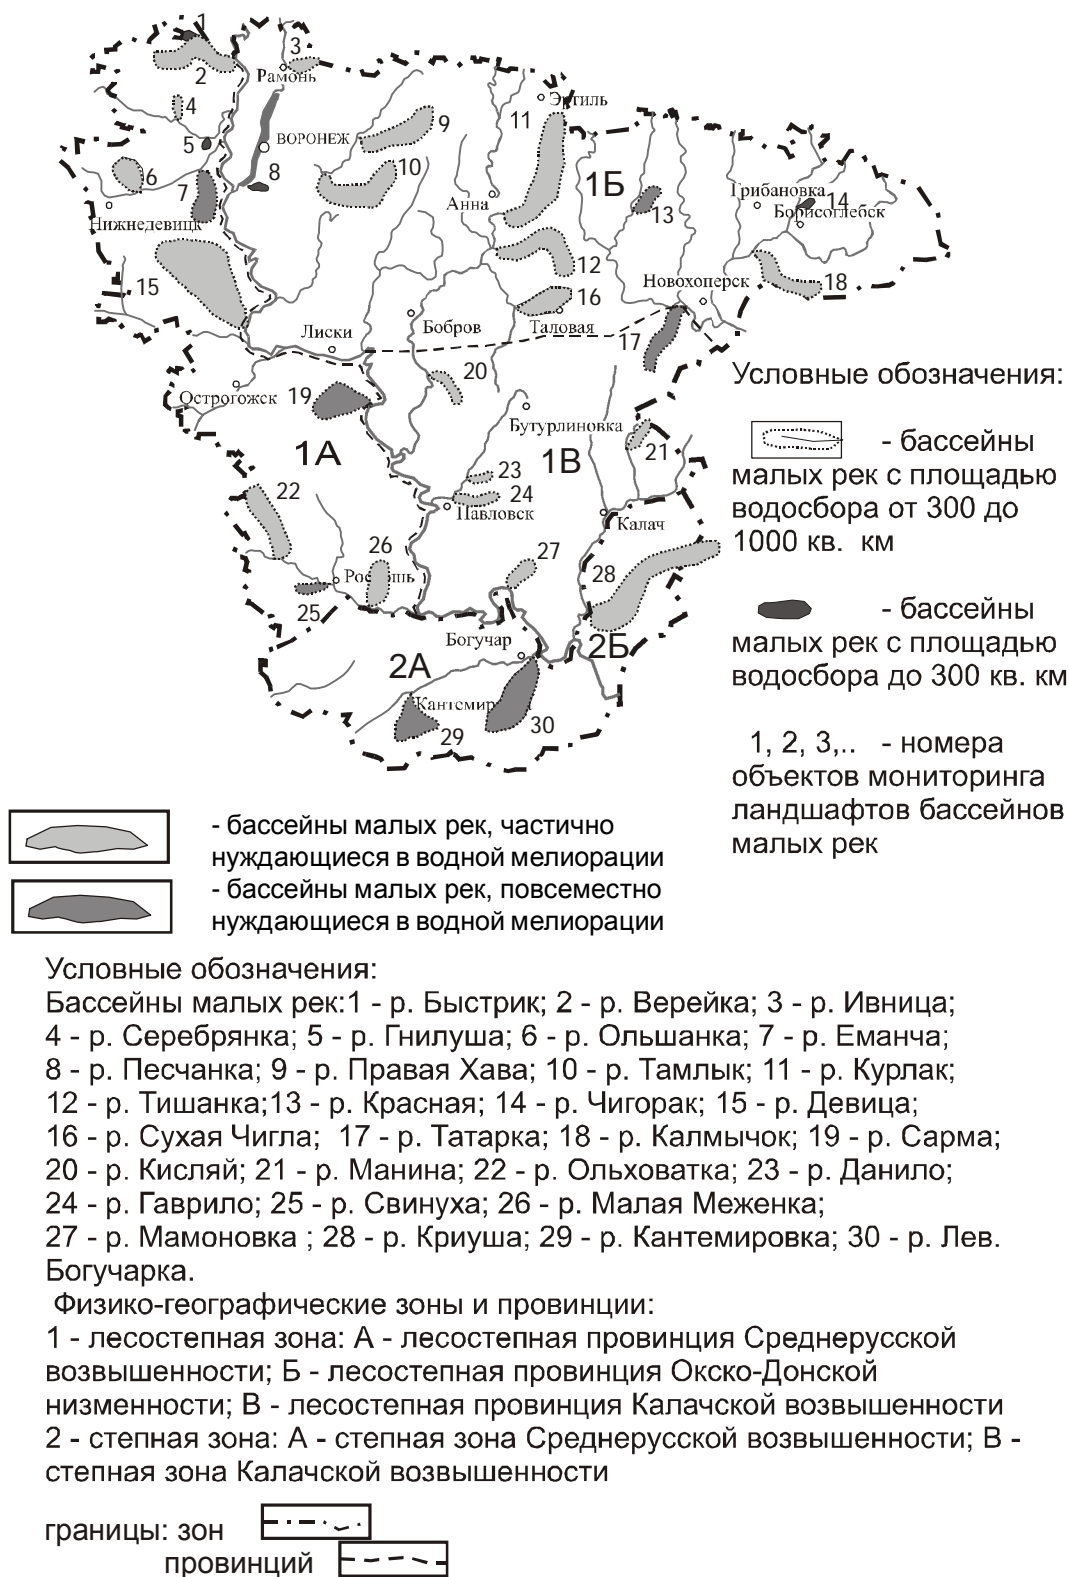 1
2
3
Рамонь
4
5
ВОРОНЕЖ
6
7
8
9
10
11
Эртиль
Анна
1Б
13
Грибановка
14
Борисоглебск
Нижнедевицк
12
15
16
Новохоперск
18
Лиски
Бобров
Таловая
17
Острогожск
19
20
Бутурлиновка
21
1А
1В
22
23
24
Павловск
Калач
26
27
28
25
Богучар
2А
2Б
29
30
Условные обозначения:
- бассейны
малых рек с площадью
водосбора от 300 до
1000 кв. км
- бассейны
малых рек с площадью
водосбора до 300 кв. км
1, 2, 3,.. - номера
объектов мониторинга
ландшафтов бассейнов
малых рек
- бассейны малых рек, частично
нуждающиеся в водной мелиорации
- бассейны малых рек, повсеместно
нуждающиеся в водной мелиорации
Условные обозначения:
Бассейны малых рек:1 - р. Быстрик; 2 - р. Верейка; 3 - р. Ивница;
4 - р. Серебрянка; 5 - р. Гнилуша; 6 - р. Ольшанка; 7 - р. Еманча;
8 - р. Песчанка; 9 - р. Правая Хава; 10 - р. Тамлык; 11 - р. Курлак;
12 - р. Тишанка;13 - р. Красная; 14 - р. Чигорак; 15 - р. Девица;
16 - р. Сухая Чигла; 17 - р. Татарка; 18 - р. Калмычок; 19 - р. Сарма;
20 - р. Кисляй; 21 - р. Манина; 22 - р. Ольховатка; 23 - р. Данило;
24 - р. Гаврило; 25 - р. Свинуха; 26 - р. Малая Меженка;
27 - р. Мамоновка ; 28 - р. Криуша; 29 - р. Кантемировка; 30 - р. Лев.
Богучарка.
Физико-географические зоны и провинции:
1 - лесостепная зона: А - лесостепная провинция Среднерусской
возвышенности; Б - лесостепная провинция Окско-Донской
низменности; В - лесостепная провинция Калачской возвышенности
2 - степная зона: А - степная зона Среднерусской возвышенности; В -
степная зона Калачской возвышенности
границы: зон
провинций